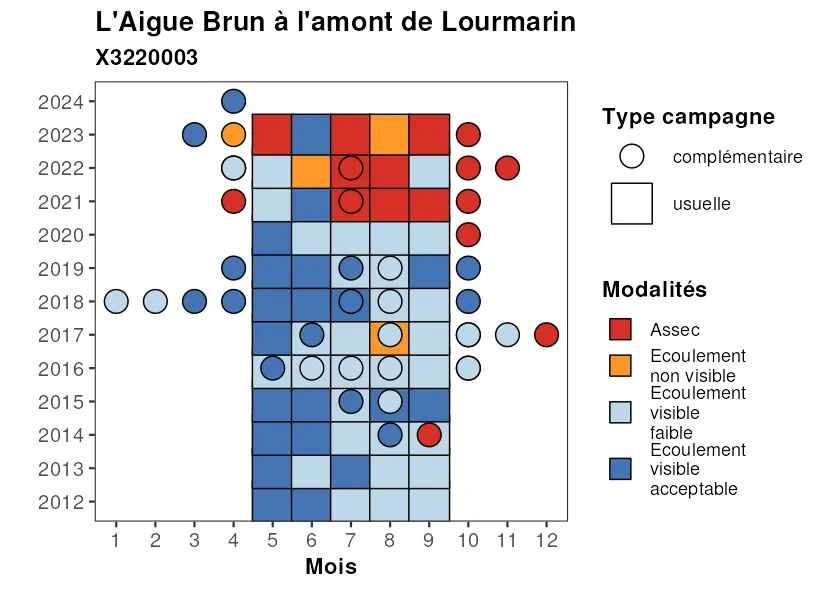 L'Aigue Brun à l'amont de Lourmarin
X3220003
2024
2023
2022
2021
2020
2019
2018
2017
2016
2015
2014
2013
2012
1 2 3 4 5 6 7 8 9 10 11 12
Mois
Type campagne
complémentaire
usuelle
Modalités
Assec
Ecoulement
non visible
Ecoulement
visible
faible
Ecoulement
visible
acceptable